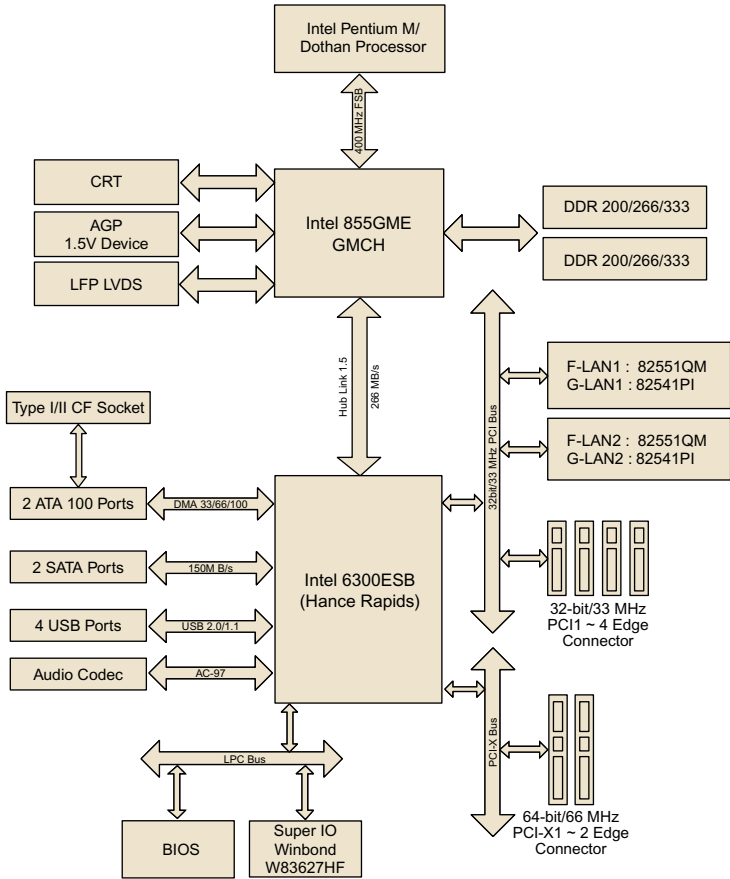 Intel Pentium M/
Dothan Processor
400 MHz FSB
CRT
AGP
1.5V Device
LFP LVDS
Intel 855GME
GMCH
DDR 200/266/333
DDR 200/266/333
Hub Link 1.5
266 MB/s
32bit/33 MHz PCI Bus
F-LAN1 : 82551QM
G-LAN1 : 82541PI
F-LAN2 : 82551QM
G-LAN2 : 82541PI
Type I/II CF Socket
2 ATA 100 Ports
DMA 33/66/100
2 SATA Ports
150M B/s
4 USB Ports
USB 2.0/1.1
Audio Codec
AC-97
Intel 6300ESB
(Hance Rapids)
32-bit/33 MHz
PCI1 ~ 4 Edge
Connector
PCI-X Bus
64-bit/66 MHz
PCI-X1 ~ 2 Edge
Connector
LPC Bus
BIOS
Super IO
Winbond
W83627HF